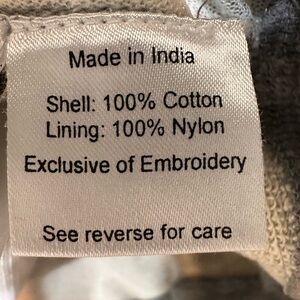 Made in India
Shell: 100% Cotton
Lining: 100% Nylon
Exclusive of Embroidery
See reverse for care